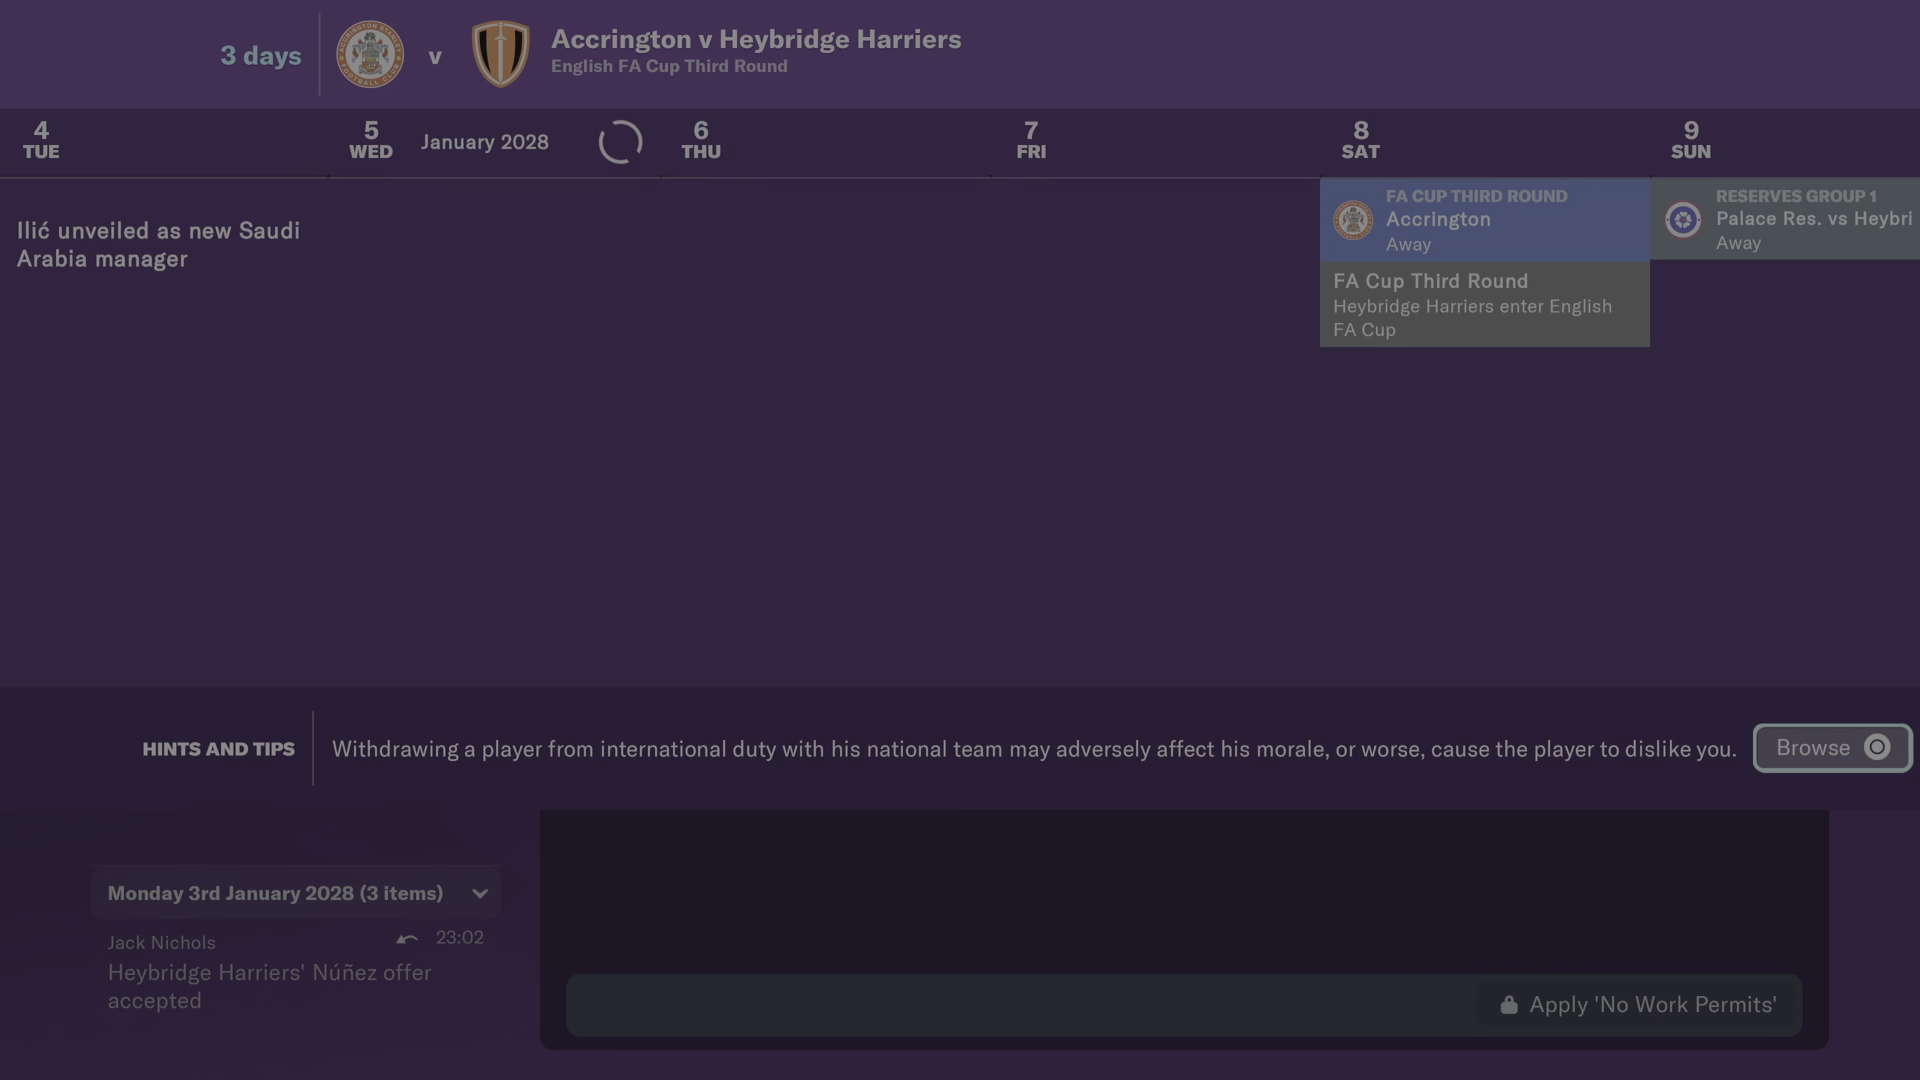 3 days
v
Accrington v Heybridge Harriers
English FA Cup Third Round
4
TUE
5
WED
January 2028
6
THU
7
FRI
8
SAT
9
SUN
Ilić unveiled as new Saudi
Arabia manager
FA CUP THIRD ROUND
Accrington
Away
FA Cup Third Round
Heybridge Harriers enter English
FA Cup
RESERVES GROUP 1
Palace Res. vs Heybri
Away
HINTS AND TIPS
Withdrawing a player from international duty with his national team may adversely affect his morale, or worse, cause the player to dislike you.
Browse
Monday 3rd January 2028 (3 items)
Jack Nichols
23:02
Heybridge Harriers' Núñez offer
accepted
Apply 'No Work Permits'